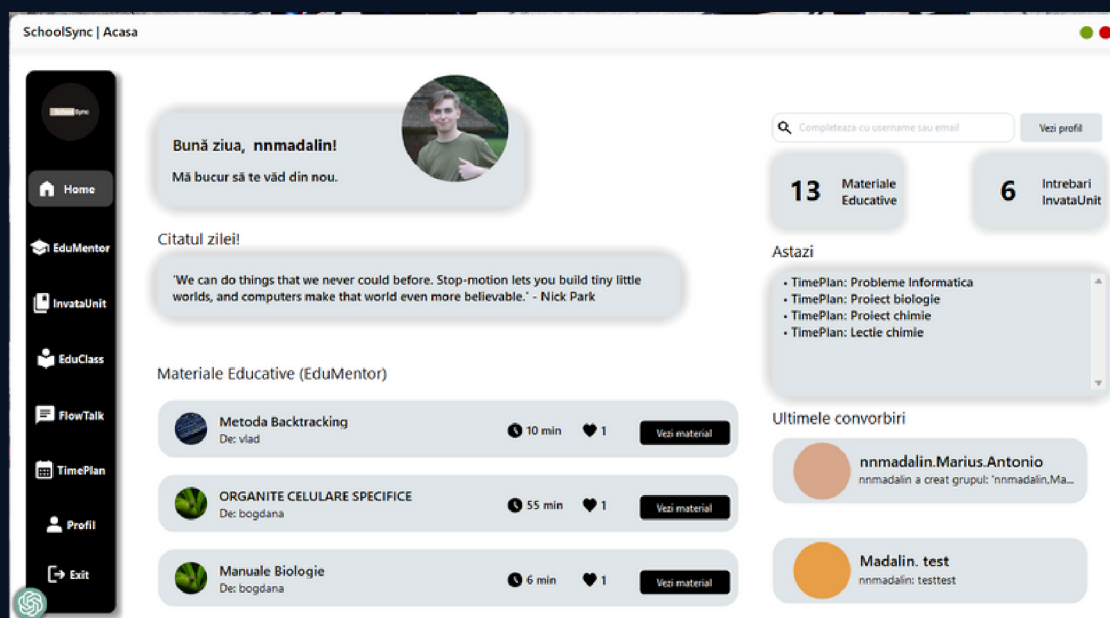 SchoolSync | Acasa
SchoolSync
Home
EduMentor
InvataUnit
EduClass
FlowTalk
TimePlan
Profil
Exit
Bună ziua, nnmadalin!
Mă bucur să te văd din nou.
Citatul zilei!
'We can do things that we never could before. Stop-motion lets you build tiny little
worlds, and computers make that world even more believable.' - Nick Park
Materiale Educative (EduMentor)
Metoda Backtracking
De: vlad
10 min
1
Vezi material
ORGANITE CELULARE SPECIFICE
De: bogdana
55 min
1
Vezi material
Manuale Biologie
De: bogdana
6 min
1
Vezi material
Completeaza cu username sau email
Vezi profil
13
Materiale
Educative
6
Intrebari
InvataUnit
Astazi
• TimePlan: Probleme Informatica
• TimePlan: Proiect biologie
• TimePlan: Proiect chimie
• TimePlan: Lectie chimie
Ultimele convorbiri
nnmadalin.Marius.Antonio
nnmadalin a creat grupul: 'nnmadalin,Ma...
Madalin. test
nnmadalin: testtest